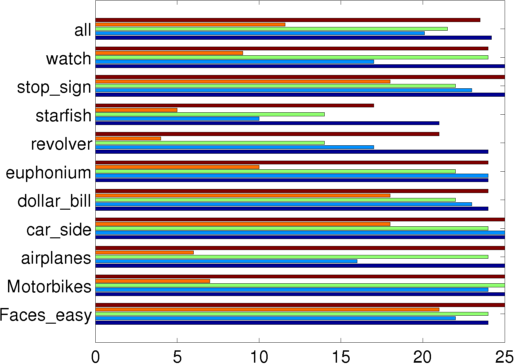 all
watch
stop_sign
starfish
revolver
euphonium
dollar_bill
car_side
airplanes
Motorbikes
Faces_easy
0 5 10 15 20 25